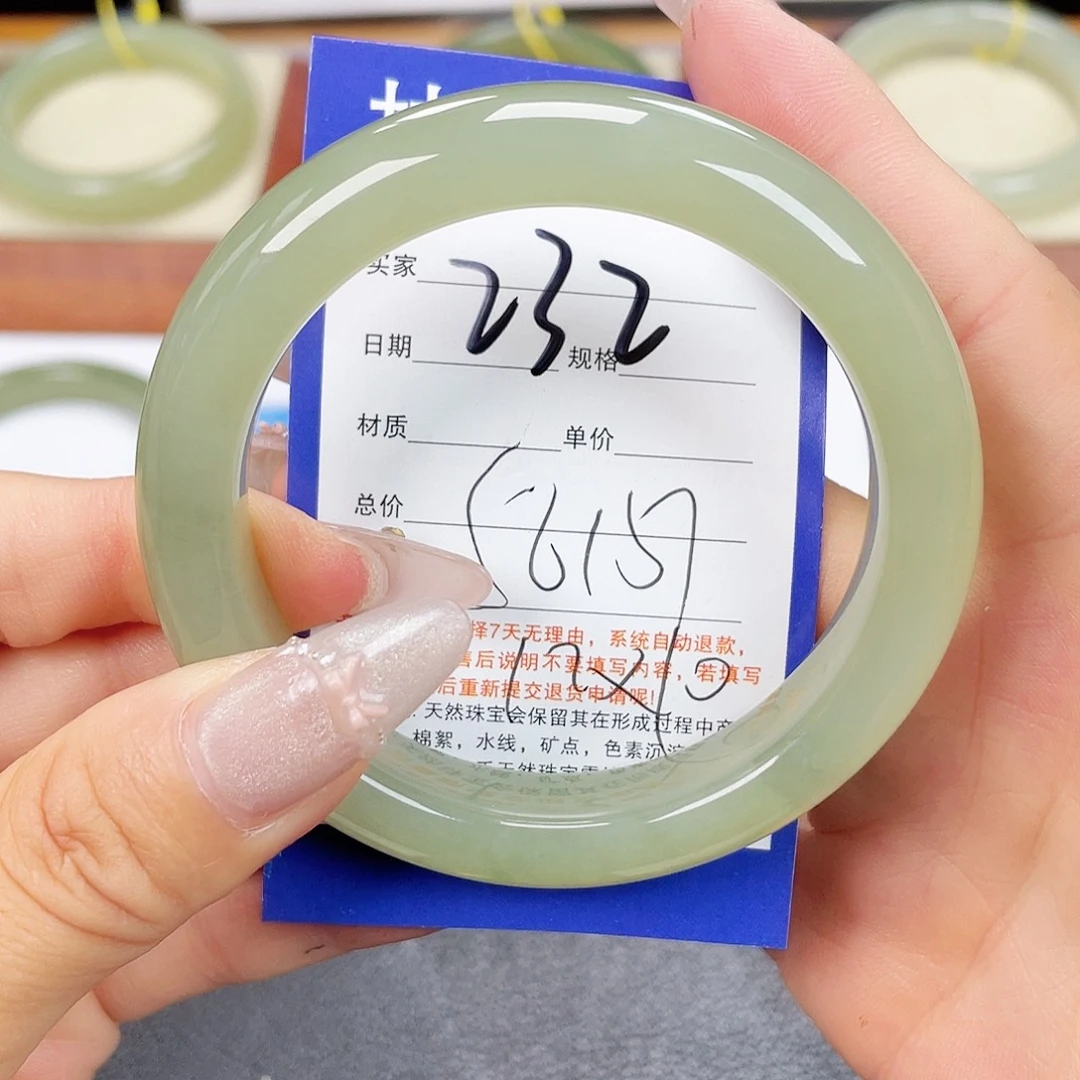 232
买家
日期 规格
材质 单价
总价
12×10
择7天无理由，系统自动退款，
售后说明不要填写内容，若填写
后重新提交退货申请呢！
天然珠宝会保留其在形成过程中
棉絮，水线，矿点，色素沉